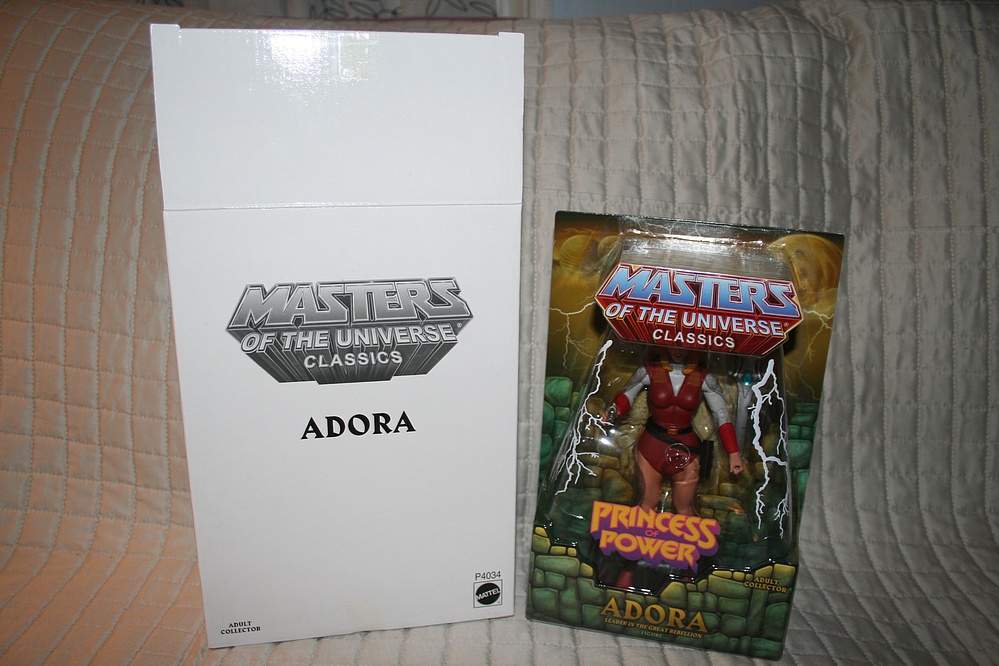 MASTERS
OF THE UNIVERSE®
CLASSICS
ADORA
P4034
MATTEL
ADULT
COLLECTOR
MASTERS
OF THE UNIVERSE®
CLASSICS
PRINCESS
OF
POWER
ADULT
COLLECTOR
ADORA
LEADER IN THE GREAT REBELLION
FIGURE